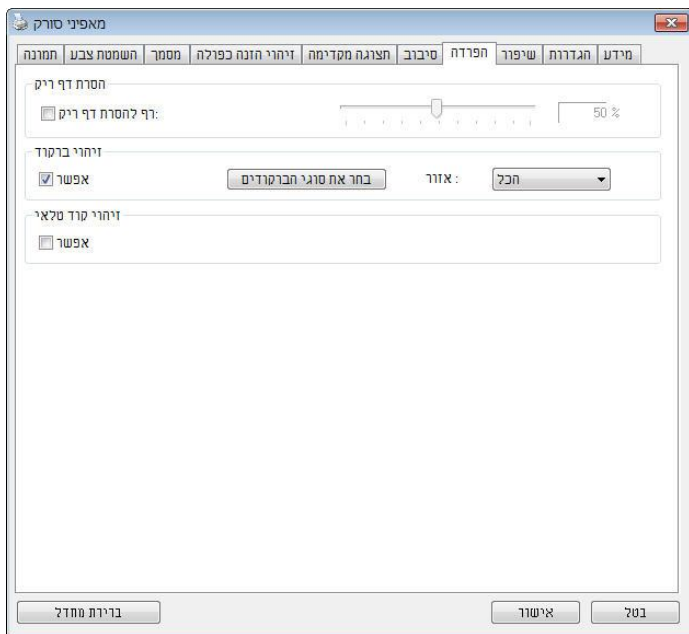 מאפיני סורק
תמונה השמטת צבע מסמך זיהוי הזנה כפולה תצוגה מקדימה סיבוב הפרדה שיפור הגדרות מידע
הסרת דף ריק
רף להסרת דף ריק: 50 %
זיהוי ברקוד
אפשר בחר את סוגי הברקודים אזור : הכל
זיהוי קוד טלאי
אפשר
ברירת מחדל אישור בטל